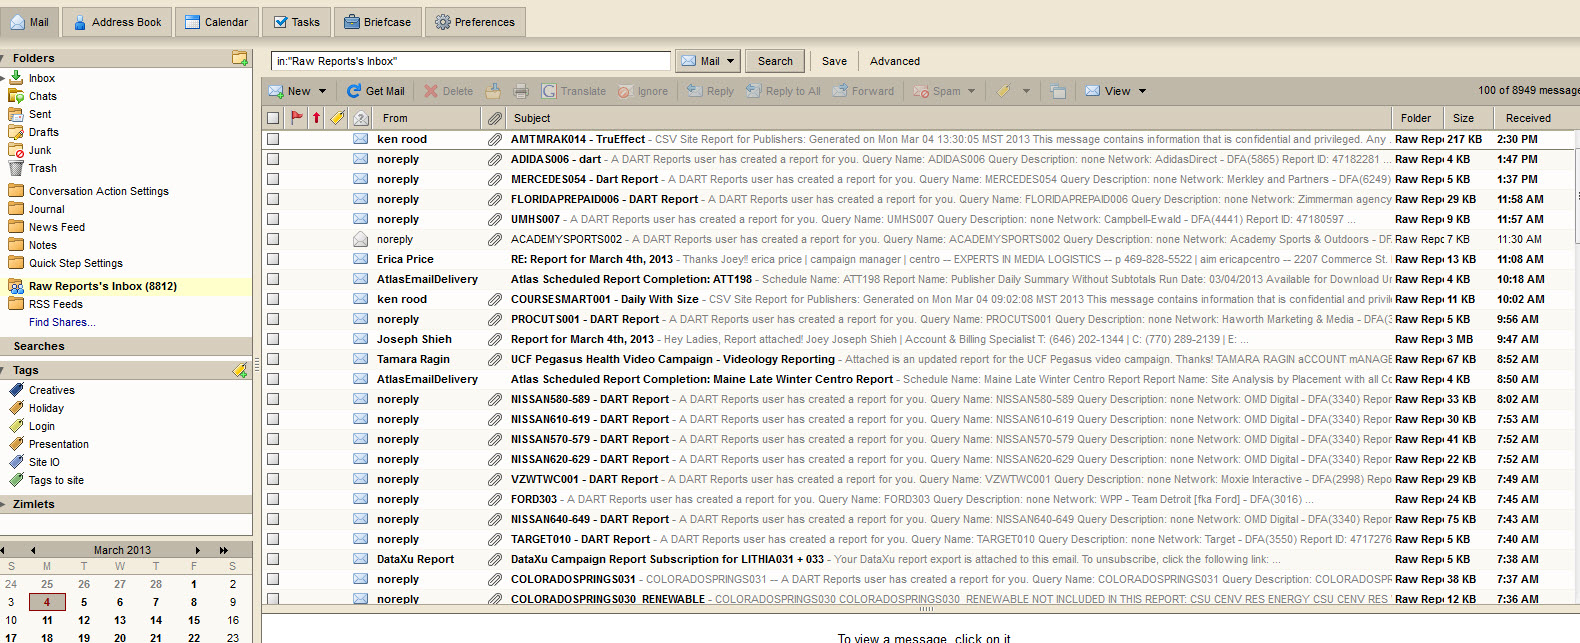 Mail Address Book Calendar Tasks Briefcase Preferences
Folders
Inbox
Chats
Sent
Drafts
Junk
Trash
Conversation Action Settings
Journal
News Feed
Notes
Quick Step Settings
Raw Reports's Inbox (8812)
RSS Feeds
Find Shares...
Searches
Tags
Creatives
Holiday
Login
Presentation
Site IO
Tags to site
Zimlets
March 2013
S M T W T F S
24 25 26 27 28 1 2
3 4 5 6 7 8 9
10 11 12 13 14 15 16
17 18 19 20 21 22 23
in:"Raw Reports's Inbox" Mail Search Save Advanced
New Get Mail Delete Translate Ignore Reply Reply to All Forward Spam View 100 of 8949 message
From Subject Folder Size Received
ken rood AMTMRAK014 - TruEffect - CSV Site Report for Publishers: Generated on Mon Mar 04 13:30:05 MST 2013 This message contains information that is confidential and privileged. Any Raw Rep 217 KB 2:30 PM
noreply ADIDAS006 - dart - A DART Reports user has created a report for you. Query Name: ADIDAS006 Query Description: none Network: AdidasDirect - DFA(5865) Report ID: 47182281 ... Raw Rep 4 KB 1:47 PM
noreply MERCEDES054 - Dart Report - A DART Reports user has created a report for you. Query Name: MERCEDES054 Query Description: none Network: Merkley and Partners - DFA(6249) Raw Rep 5 KB 1:37 PM
noreply FLORIDAPREPAID006 - DART Report - A DART Reports user has created a report for you. Query Name: FLORIDAPREPAID006 Query Description: none Network: Zimmerman agency Raw Rep 29 KB 11:58 AM
noreply UMHS007 - A DART Reports user has created a report for you. Query Name: UMHS007 Query Description: none Network: Campbell-Ewald - DFA(4441) Report ID: 47180597 ... Raw Rep 9 KB 11:57 AM
noreply ACADEMYSPORTS002 - A DART Reports user has created a report for you. Query Name: ACADEMYSPORTS002 Query Description: none Network: Academy Sports & Outdoors - DF Raw Rep 7 KB 11:30 AM
Erica Price RE: Report for March 4th, 2013 - Thanks Joey!! erica price | campaign manager | centro -- EXPERTS IN MEDIA LOGISTICS -- p 469-828-5522 | aim ericapcentro -- 2207 Commerce St. Raw Rep 13 KB 11:08 AM
AtlasEmailDelivery Atlas Scheduled Report Completion: ATT198 - Schedule Name: ATT198 Report Name: Publisher Daily Summary Without Subtotals Run Date: 03/04/2013 Available for Download Un Raw Rep 4 KB 10:18 AM
ken rood COURSESMART001 - Daily With Size - CSV Site Report for Publishers: Generated on Mon Mar 04 09:02:08 MST 2013 This message contains information that is confidential and privil Raw Rep 11 KB 10:02 AM
noreply PROCUTS001 - DART Report - A DART Reports user has created a report for you. Query Name: PROCUTS001 Query Description: none Network: Haworth Marketing & Media - DFA(3 Raw Rep 5 KB 9:56 AM
Joseph Shieh Report for March 4th, 2013 - Hey Ladies, Report attached! Joey Joseph Shieh | Account & Billing Specialist T: (646) 202-1344 | C: (770) 289-2139 | E: ... Raw Rep 3 MB 9:47 AM
Tamara Ragin UCF Pegasus Health Video Campaign - Videology Reporting - Attached is an updated report for the UCF Pegasus video campaign. Thanks! TAMARA RAGIN aCCOUNT mANAGE Raw Rep 67 KB 8:52 AM
AtlasEmailDelivery Atlas Scheduled Report Completion: Maine Late Winter Centro Report - Schedule Name: Maine Late Winter Centro Report Report Name: Site Analysis by Placement with all Co Raw Rep 4 KB 8:50 AM
noreply NISSAN580-589 - DART Report - A DART Reports user has created a report for you. Query Name: NISSAN580-589 Query Description: none Network: OMD Digital - DFA(3340) Repor Raw Rep 33 KB 8:02 AM
noreply NISSAN610-619 - DART Report - A DART Reports user has created a report for you. Query Name: NISSAN610-619 Query Description: none Network: OMD Digital - DFA(3340) Repor Raw Rep 30 KB 7:53 AM
noreply NISSAN570-579 - DART Report - A DART Reports user has created a report for you. Query Name: NISSAN570-579 Query Description: none Network: OMD Digital - DFA(3340) Repor Raw Rep 41 KB 7:52 AM
noreply NISSAN620-629 - DART Report - A DART Reports user has created a report for you. Query Name: NISSAN620-629 Query Description: none Network: OMD Digital - DFA(3340) Repor Raw Rep 22 KB 7:52 AM
noreply VZWTWC001 - DART Report - A DART Reports user has created a report for you. Query Name: VZWTWC001 Query Description: none Network: Moxie Interactive - DFA(2998) Repor Raw Rep 29 KB 7:49 AM
noreply FORD303 - A DART Reports user has created a report for you. Query Name: FORD303 Query Description: none Network: WPP - Team Detroit [fka Ford] - DFA(3016) ... Raw Rep 24 KB 7:45 AM
noreply NISSAN640-649 - DART Report - A DART Reports user has created a report for you. Query Name: NISSAN640-649 Query Description: none Network: OMD Digital - DFA(3340) Repor Raw Rep 75 KB 7:43 AM
noreply TARGET010 - DART Report - A DART Reports user has created a report for you. Query Name: TARGET010 Query Description: none Network: Target - DFA(3550) Report ID: 4717276 Raw Rep 5 KB 7:40 AM
DataXu Report DataXu Campaign Report Subscription for LITHIA031 + 033 - Your DataXu report export is attached to this email. To unsubscribe, click the following link: ... Raw Rep 5 KB 7:38 AM
noreply COLORADOSPRINGS031 - COLORADOSPRINGS031 -- A DART Reports user has created a report for you. Query Name: COLORADOSPRINGS031 Query Description: COLORADOSPR Raw Rep 38 KB 7:37 AM
noreply COLORADOSPRINGS030 RENEWABLE - COLORADOSPRINGS030 COLORADOSPRINGS030 RENEWABLE NOT INCLUDED IN THIS REPORT: CSU CENV RES ENERGY CSU CENV RES Raw Rep 12 KB 7:36 AM
To view a message, click on it